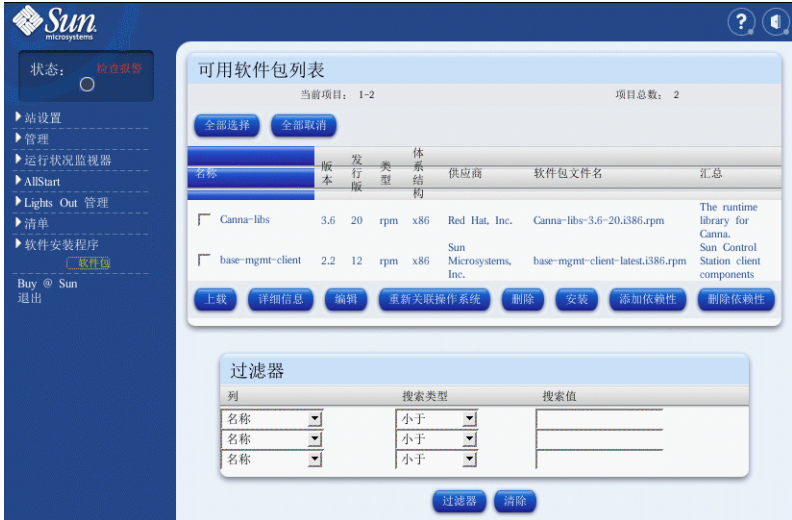 Sun
microsystems
?
状态： 检查报警
站设置
管理
运行状况监视器
AllStart
Lights Out 管理
清单
软件安装程序
软件包
Buy @ Sun
退出
可用软件包列表
当前项目： 1-2 项目总数： 2
全部选择 全部取消
名称 版本 发行版 类型 体系结构 供应商 软件包文件名 汇总
Canna-libs 3.6 20 rpm x86 Red Hat, Inc. Canna-libs-3.6-20.i386.rpm The runtime library for Canna.
base-mgmt-client 2.2 12 rpm x86 Sun Microsystems, Inc. base-mgmt-client-latest.i386.rpm Sun Control Station client components
上载 详细信息 编辑 重新关联操作系统 删除 安装 添加依赖性 删除依赖性
过滤器
列 搜索类型 搜索值
名称 小于
名称 小于
名称 小于
过滤器 清除